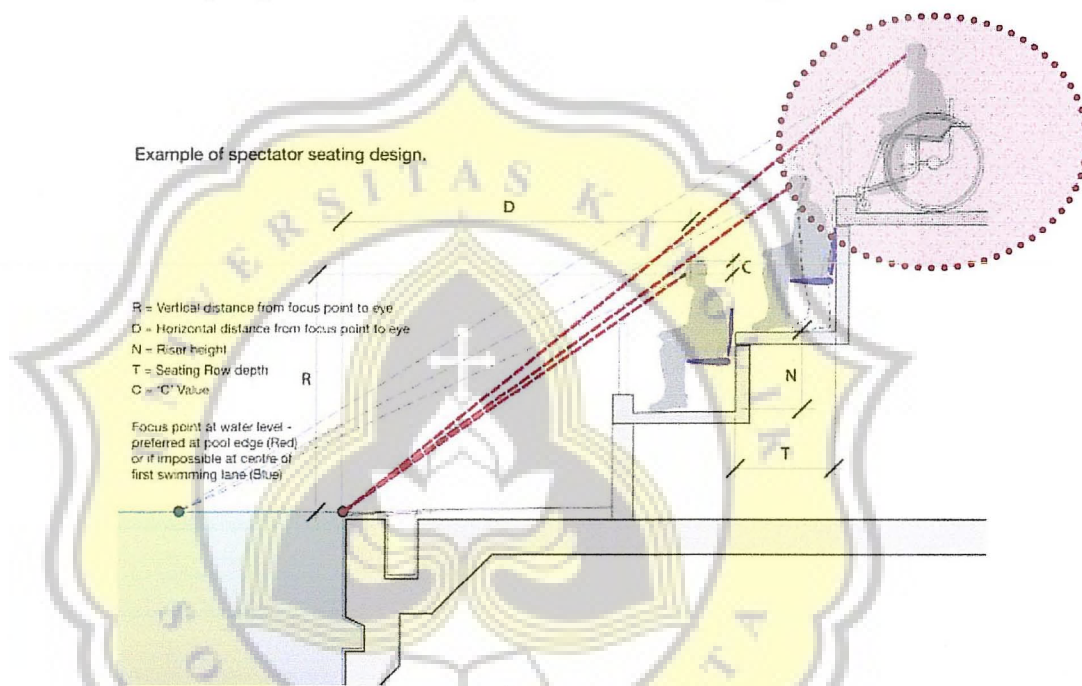 Example of spectator seating design.
D
C
R = Vertical distance from focus point to eye
D = Horizontal distance from focus point to eye
N = Riser height
T = Seating Row depth
C = "C" Value
R
N
Focus point at water level -
preferred at pool edge (Red)
or if impossible at centre of
first swimming lane (Blue)
T